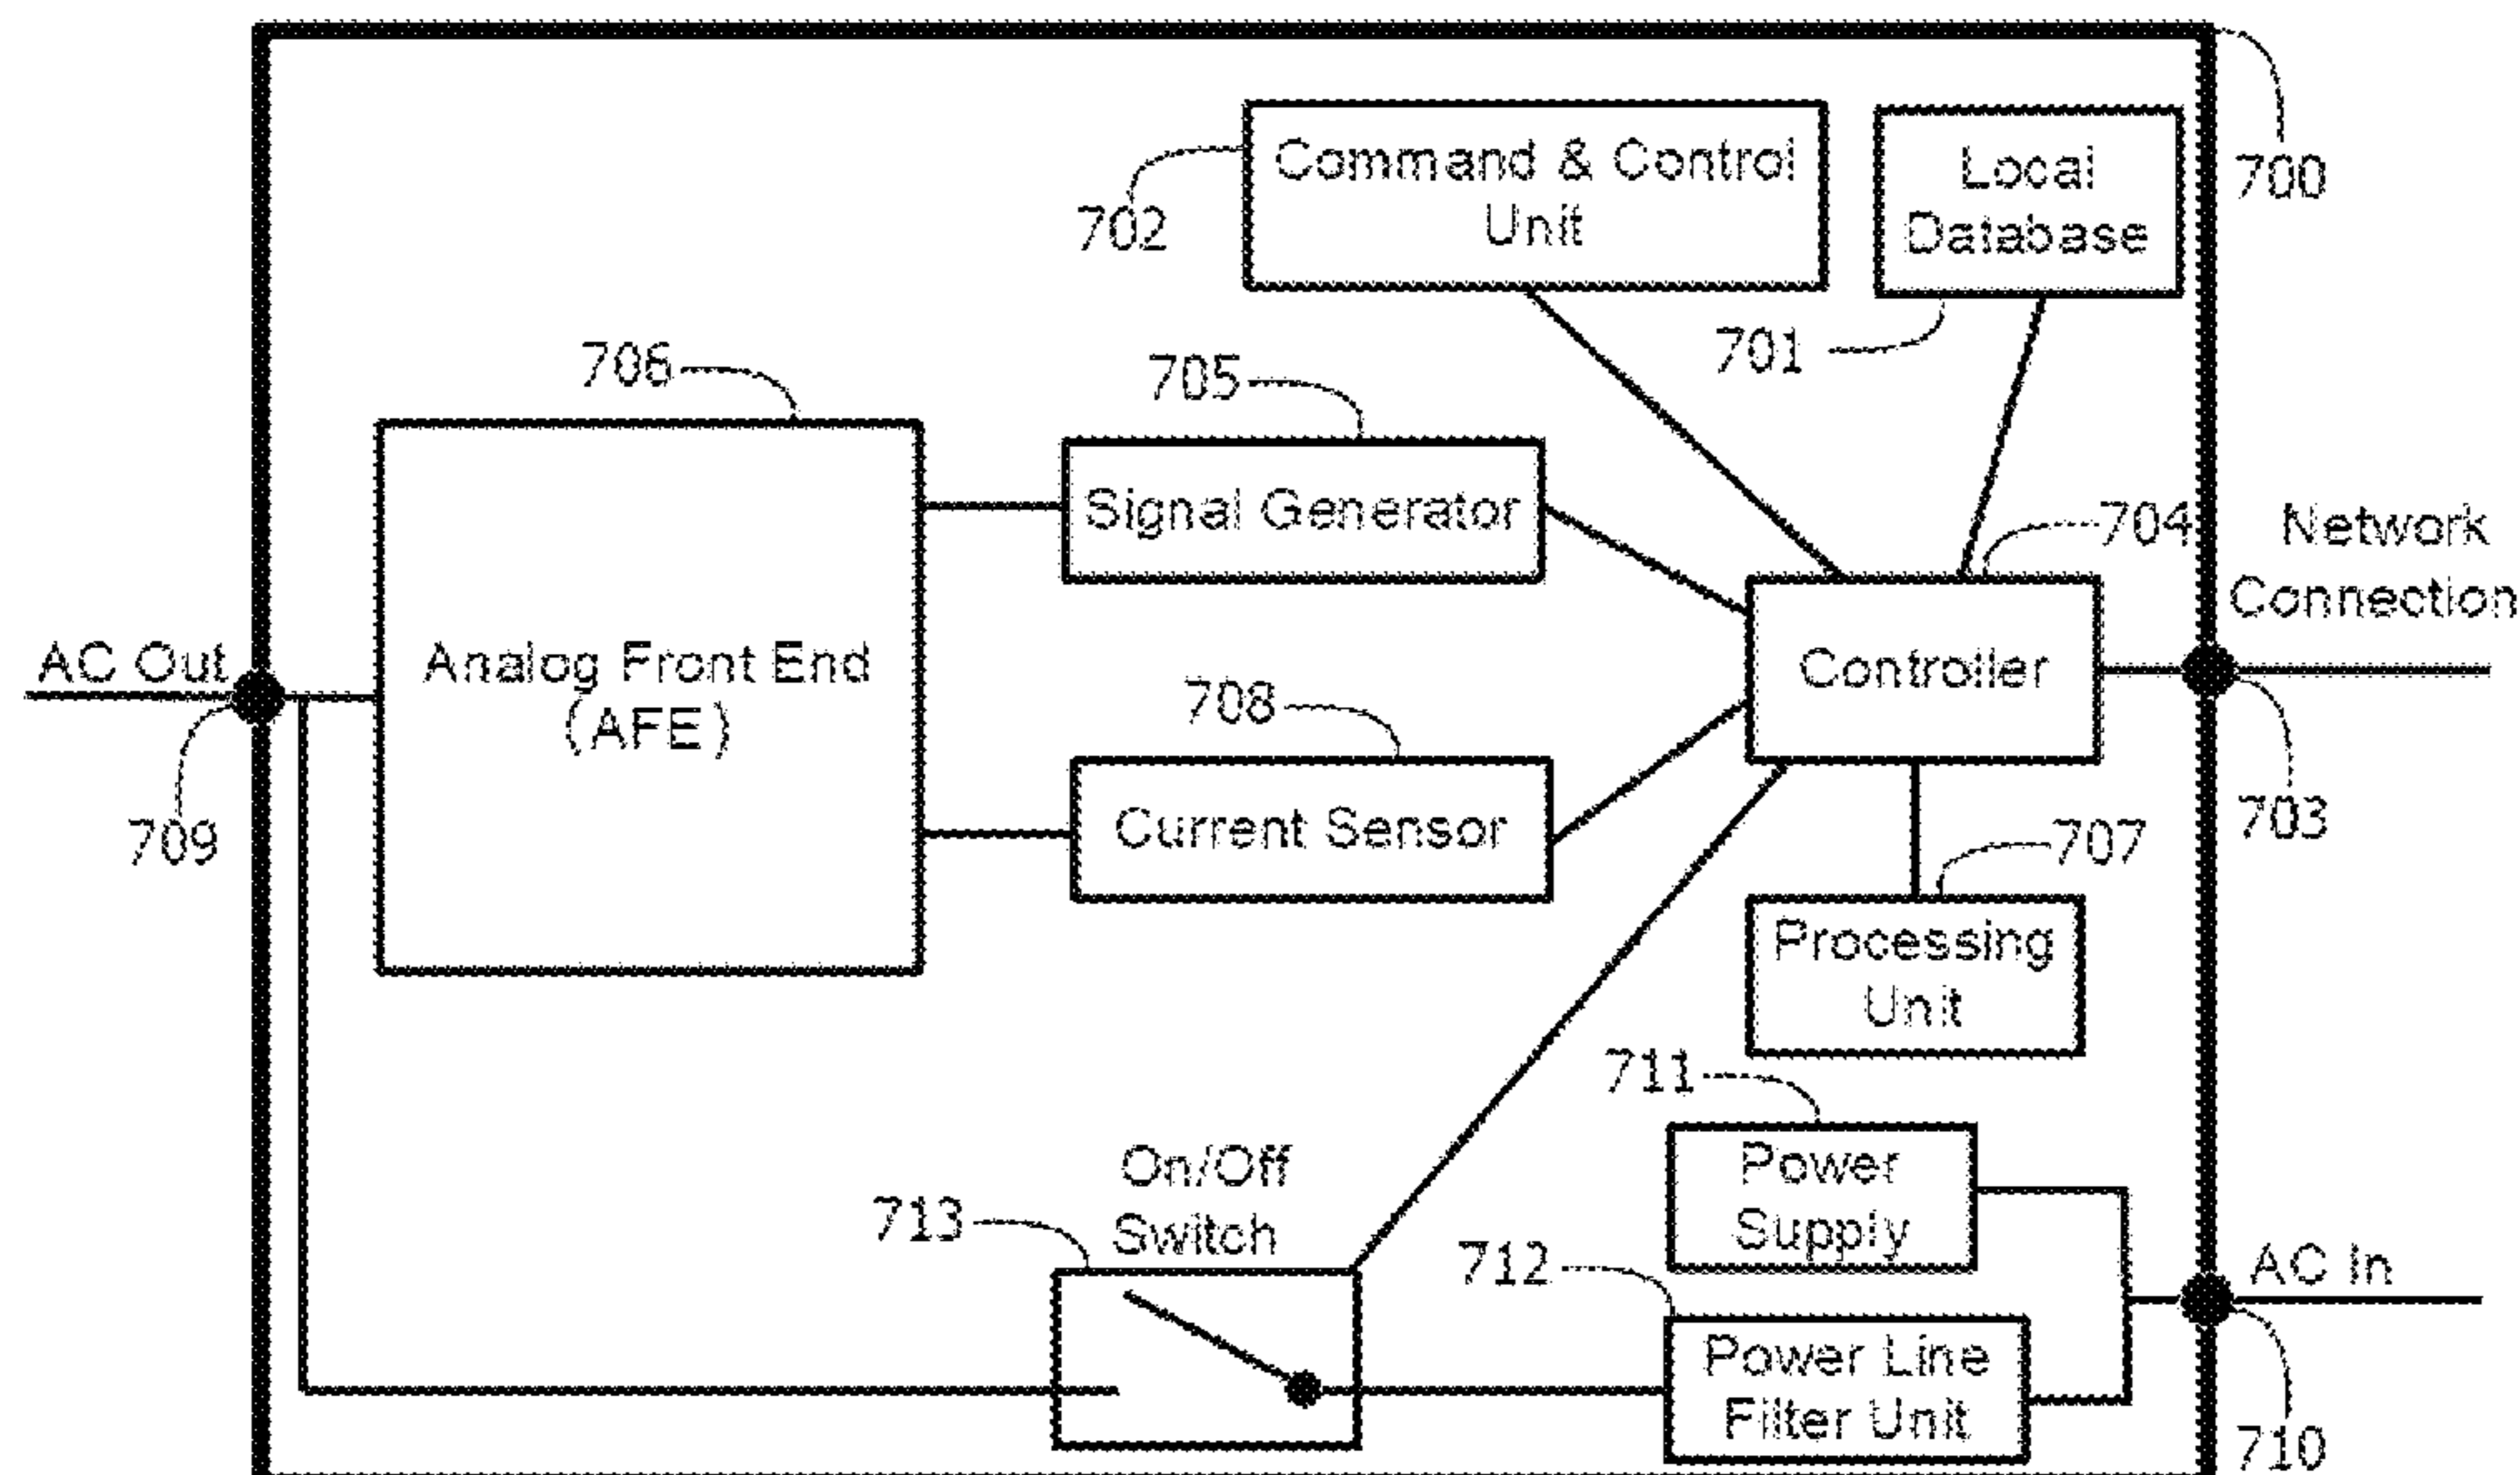 700
Command & Control
Unit
702
Local
Database
701
706
705
Signal Generator
704
Network
Connection
AC Out
Analog Front End
(AFE)
708
Controller
709
Current Sensor
703
707
Processing
Unit
711
On/Off
Switch
713
Power
Supply
712
AC In
Power Line
Filter Unit
710